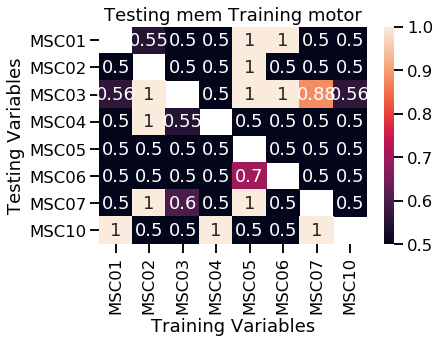 Testing mem Training motor
Testing Variables
MSC01 0.55 0.5 0.5 1 1 0.5 0.5
MSC02 0.5 0.5 0.5 1 0.5 0.5 0.5
MSC03 0.56 1 0.5 1 1 0.88 0.56
MSC04 0.5 1 0.55 0.5 0.5 0.5 0.5
MSC05 0.5 0.5 0.5 0.5 0.5 0.5 0.5
MSC06 0.5 0.5 0.5 0.5 0.7 0.5 0.5
MSC07 0.5 1 0.6 0.5 1 0.5 0.5
MSC10 1 0.5 0.5 1 0.5 0.5 1
MSC01 MSC02 MSC03 MSC04 MSC05 MSC06 MSC07 MSC10
Training Variables
1.0
0.9
0.8
0.7
0.6
0.5